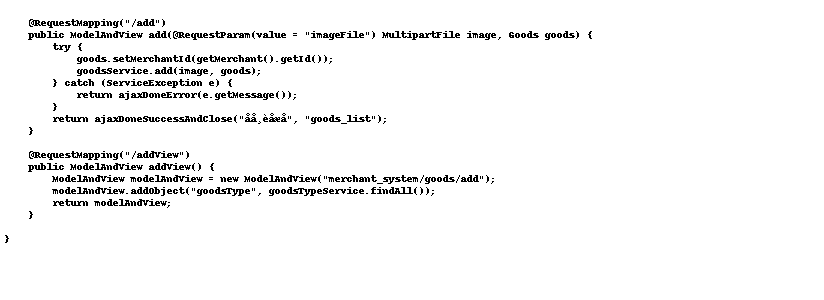 @RequestMapping("/add")
public ModelAndView add(@RequestParam(value = "imageFile") MultipartFile image, Goods goods) {
try {
goods.setMerchantId(getMerchant().getId());
goodsService.add(image, goods);
} catch (ServiceException e) {
return ajaxDoneError(e.getMessage());
}
return ajaxDoneSuccessAndClose("åå¸èåæå", "goods_list");
}
@RequestMapping("/addView")
public ModelAndView addView() {
ModelAndView modelAndView = new ModelAndView("merchant_system/goods/add");
modelAndView.addObject("goodsType", goodsTypeService.findAll());
return modelAndView;
}
}